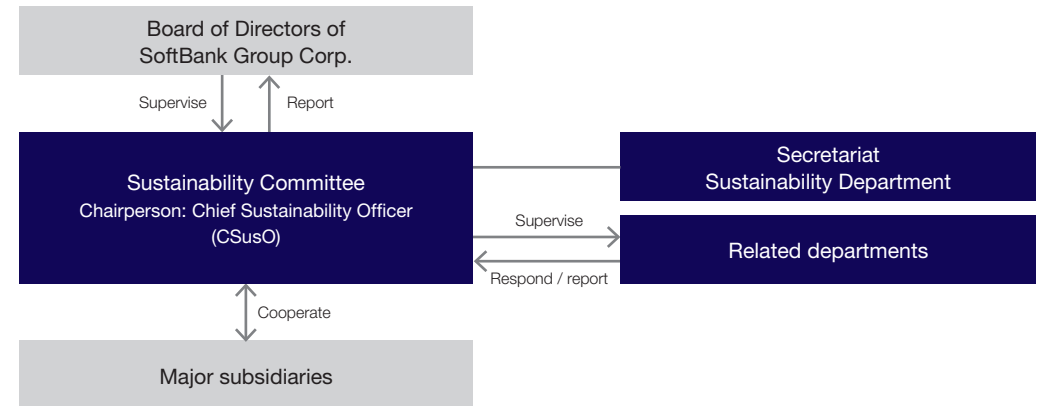 Board of Directors of
SoftBank Group Corp.
Supervise
Report
Sustainability Committee
Chairperson: Chief Sustainability Officer
(CSusO)
Secretariat
Sustainability Department
Supervise
Related departments
Respond / report
Cooperate
Major subsidiaries